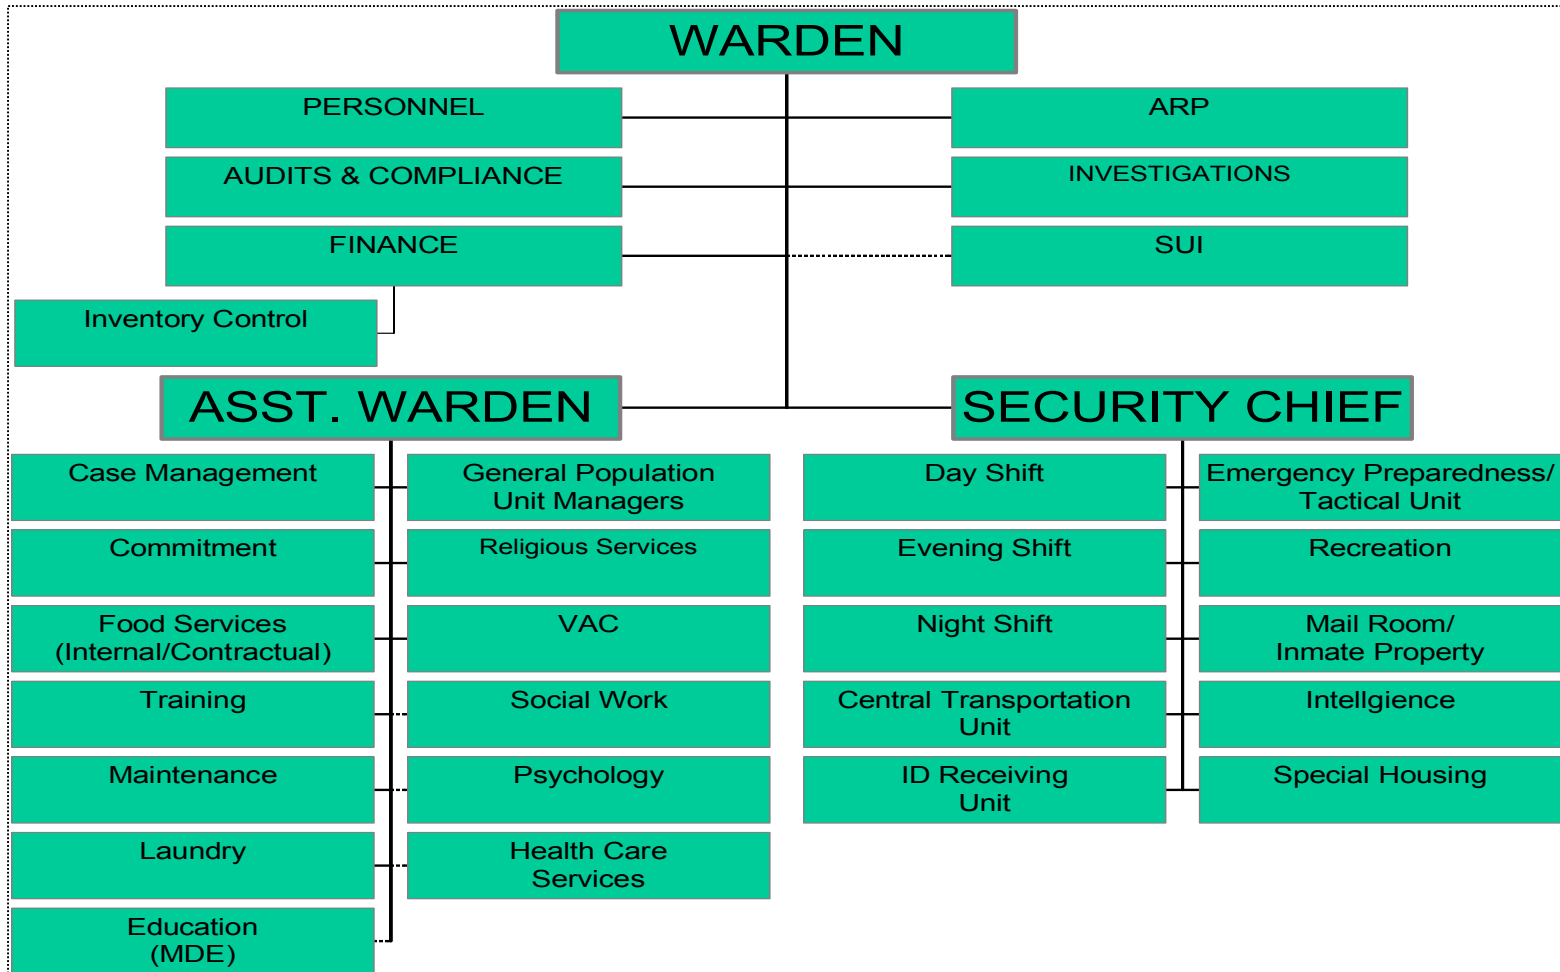 WARDEN
PERSONNEL
ARP
AUDITS & COMPLIANCE
INVESTIGATIONS
FINANCE
SUI
Inventory Control
ASST. WARDEN
SECURITY CHIEF
Case Management
General Population
Unit Managers
Day Shift
Emergency Preparedness/
Tactical Unit
Commitment
Religious Services
Evening Shift
Recreation
Food Services
(Internal/Contractual)
VAC
Night Shift
Mail Room/
Inmate Property
Training
Social Work
Central Transportation
Unit
Intellgience
Maintenance
Psychology
ID Receiving
Unit
Special Housing
Laundry
Health Care
Services
Education
(MDE)